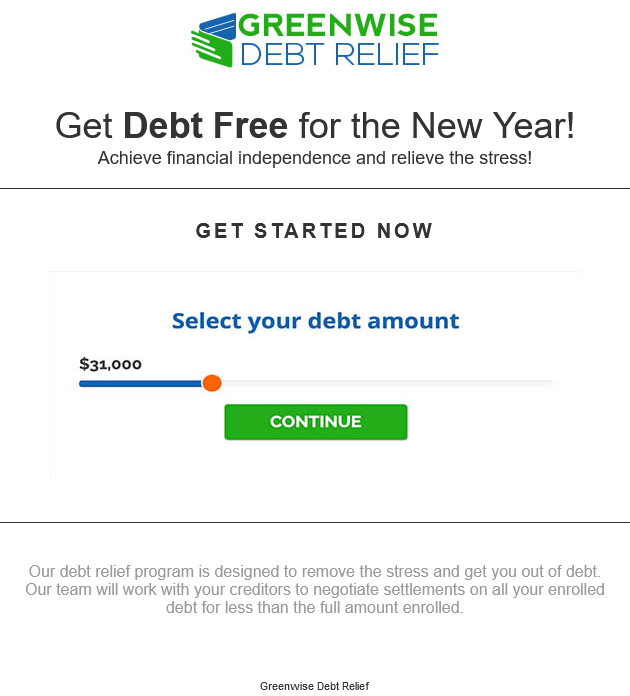 GREENWISE
DEBT RELIEF
Get Debt Free for the New Year!
Achieve financial independence and relieve the stress!
GET STARTED NOW
Select your debt amount
$31,000
CONTINUE
Our debt relief program is designed to remove the stress and get you out of debt.
Our team will work with your creditors to negotiate settlements on all your enrolled
debt for less than the full amount enrolled.
Greenwise Debt Relief